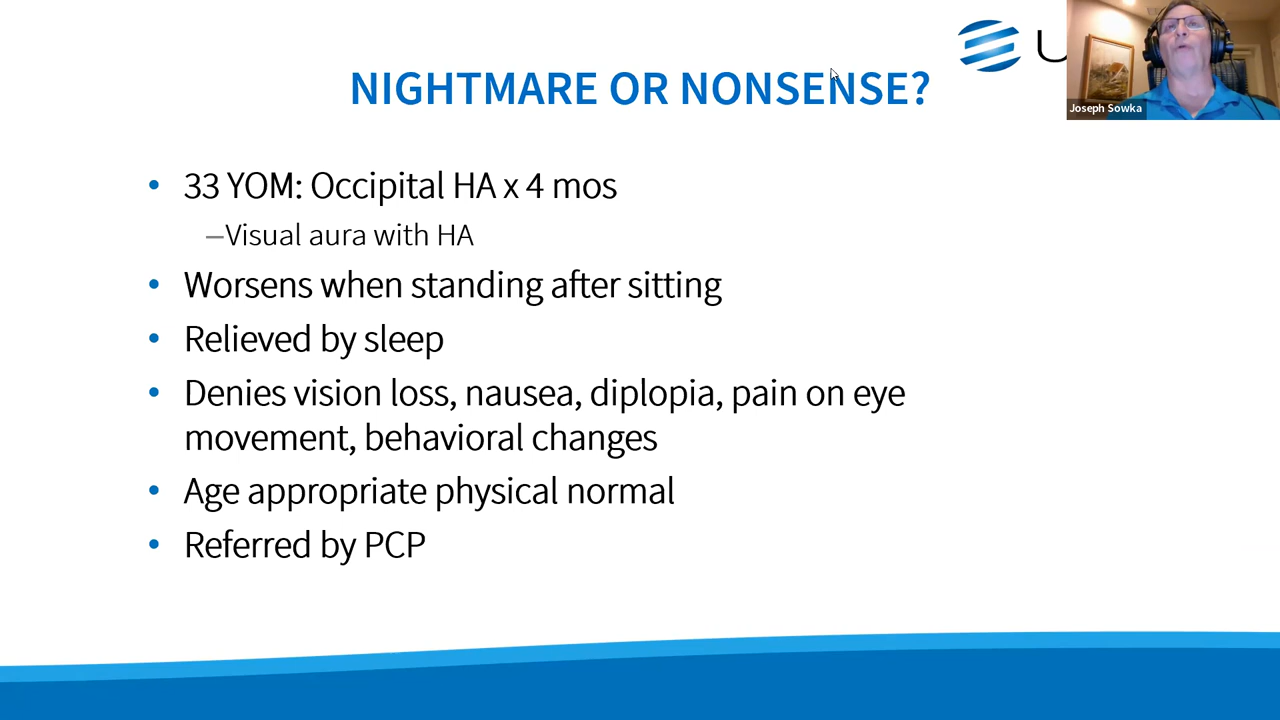 NIGHTMARE OR NONSENSE?
U
Joseph Sowka
• 33 YOM: Occipital HA x 4 mos
–Visual aura with HA
• Worsens when standing after sitting
• Relieved by sleep
• Denies vision loss, nausea, diplopia, pain on eye
movement, behavioral changes
• Age appropriate physical normal
• Referred by PCP